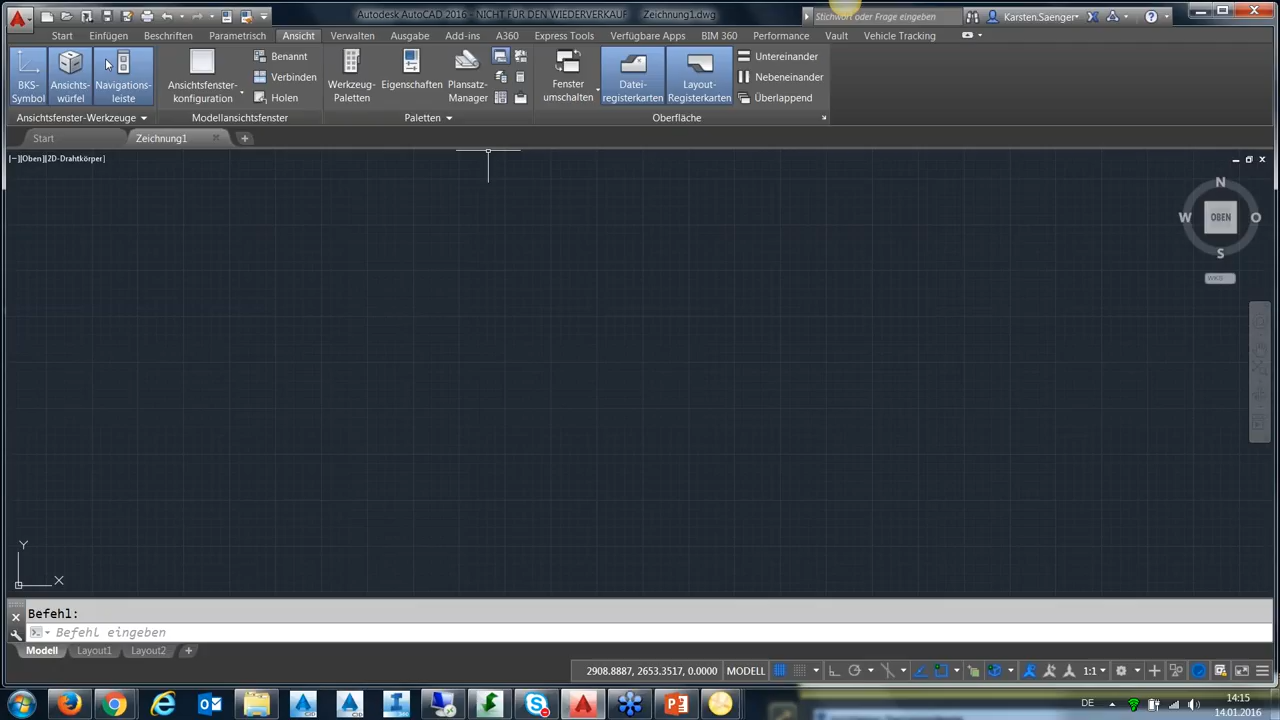 Autodesk AutoCAD 2016 - NICHT FÜR DEN WIEDERVERKAUF Zeichnung1.dwg
Stichwort oder Frage eingeben
Karsten.Saenger
Start Einfügen Beschriften Parametrisch Ansicht Verwalten Ausgabe Add-ins A360 Express Tools Verfügbare Apps BIM 360 Performance Vault Vehicle Tracking
BKS-
Symbol
Ansichts-
würfel
Navigations-
leiste
Ansichtsfenster-
konfiguration
Benannt
Verbinden
Holen
Werkzeug-
Paletten
Eigenschaften
Plansatz-
Manager
Fenster
umschalten
Datei-
registerkarten
Layout-
Registerkarten
Untereinander
Nebeneinander
Überlappend
Ansichtsfenster-Werkzeuge Modellansichtsfenster Paletten Oberfläche
Start Zeichnung1
[−][Oben][2D-Drahtkörper]
N
W OBEN O
S
WKS
Y
X
Befehl:
Befehl eingeben
Modell Layout1 Layout2
2908.8887, 2653.3517, 0.0000 MODELL 1:1
DE 14:15
14.01.2016